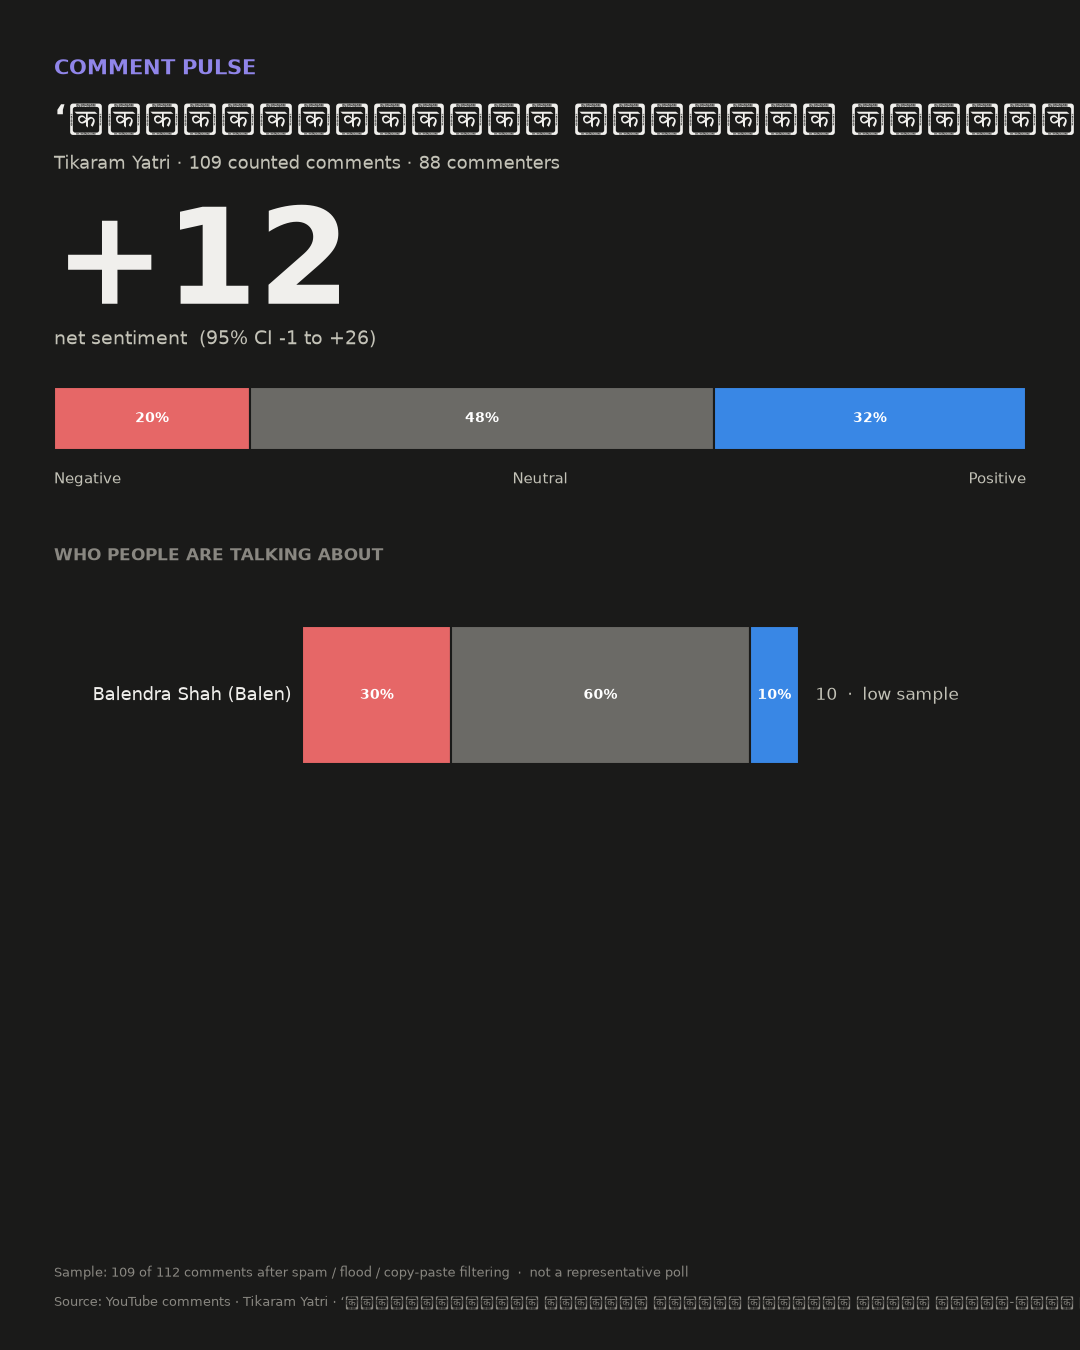 COMMENT PULSE
Tikaram Yatri · 109 counted comments · 88 commenters
+12
net sentiment (95% CI -1 to +26)
20% 48% 32%
Negative Neutral Positive
WHO PEOPLE ARE TALKING ABOUT
Balendra Shah (Balen) 30% 60% 10% 10 · low sample
Sample: 109 of 112 comments after spam / flood / copy-paste filtering · not a representative poll
Source: YouTube comments · Tikaram Yatri · ‘